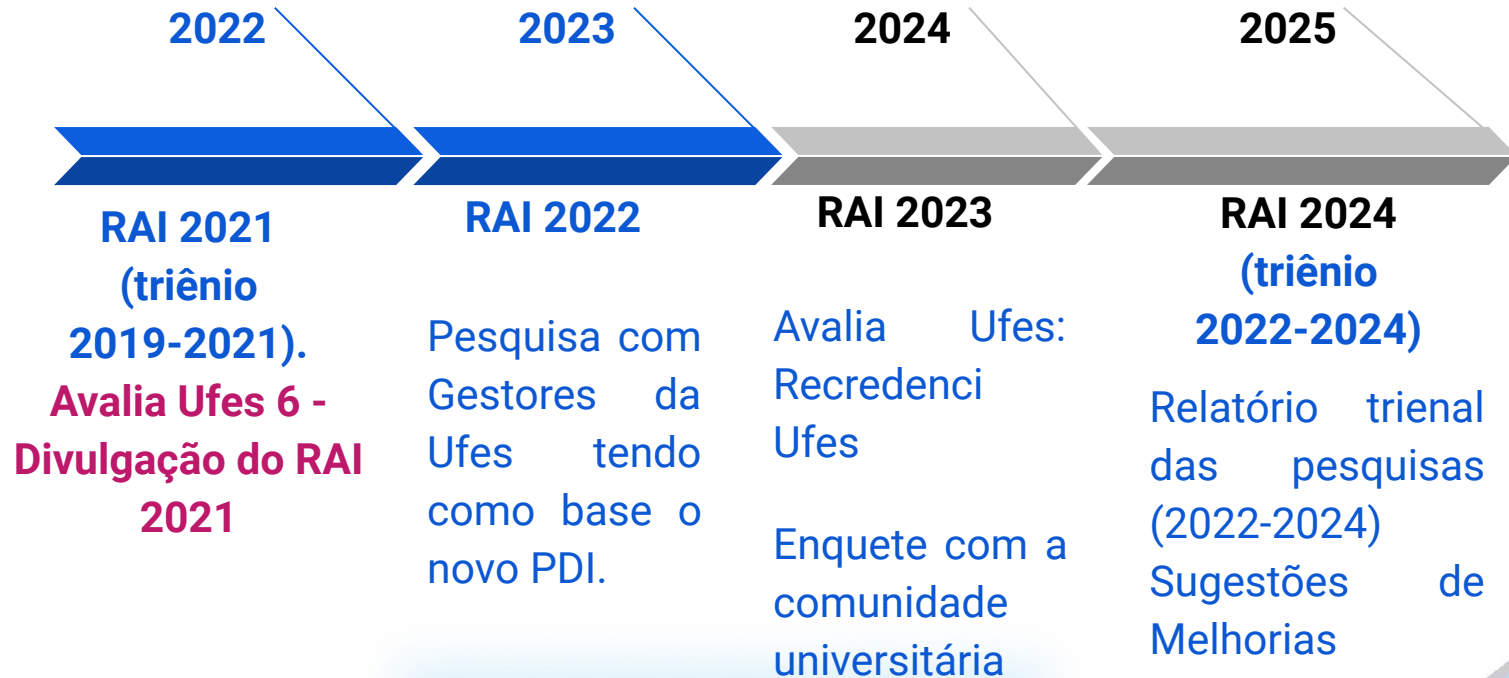 2022
2023
2024
2025
RAI 2021
(triênio
2019-2021).
Avalia Ufes 6 -
Divulgação do RAI
2021
RAI 2022
Pesquisa com
Gestores da
Ufes tendo
como base o
novo PDI.
RAI 2023
Avalia Ufes:
Recredenci
Ufes
Enquete com a
comunidade
universitária
RAI 2024
(triênio
2022-2024)
Relatório trienal
das pesquisas
(2022-2024)
Sugestões de
Melhorias